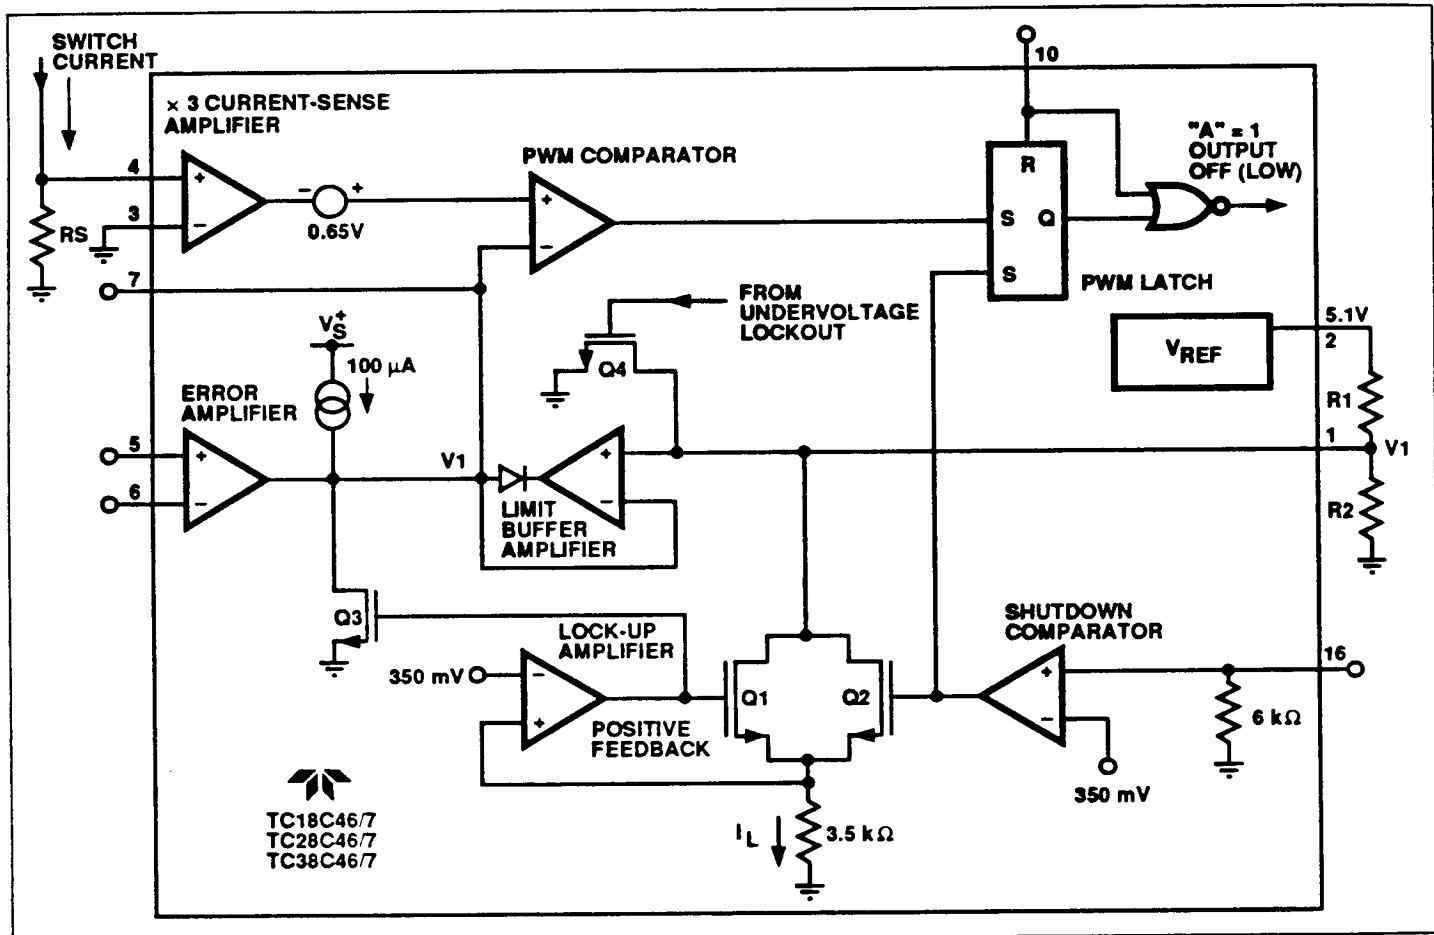 SWITCH
CURRENT
10
× 3 CURRENT-SENSE
AMPLIFIER
"A" = 1
OUTPUT
OFF (LOW)
PWM COMPARATOR
R
4
+
− +
+
3
−
RS
0.65V
−
S Q
S
PWM LATCH
7
FROM
UNDERVOLTAGE
LOCKOUT
5.1V
2
VREF
VS+
100 µA
Q4
R1
ERROR
AMPLIFIER
5
+
V1
+
1
V1
6
−
−
LIMIT
BUFFER
AMPLIFIER
R2
Q3
LOCK-UP
AMPLIFIER
SHUTDOWN
COMPARATOR
16
350 mV
−
+
Q1
Q2
+
−
6 kΩ
POSITIVE
FEEDBACK
350 mV
TC18C46/7
TC28C46/7
TC38C46/7
IL
3.5 kΩ